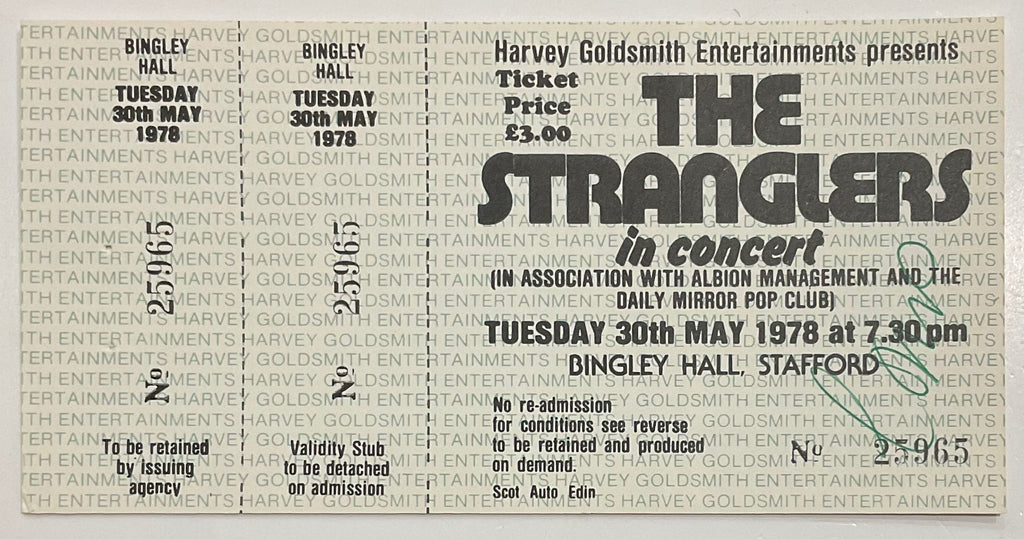 BINGLEY
HALL
TUESDAY
30th MAY
1978
Nº 25965
To be retained
by issuing
agency
BINGLEY
HALL
TUESDAY
30th MAY
1978
Nº 25965
Validity Stub
to be detached
on admission
Harvey Goldsmith Entertainments presents
Ticket
Price
£3.00
THE
STRANGLERS
in concert
(IN ASSOCIATION WITH ALBION MANAGEMENT AND THE
DAILY MIRROR POP CLUB)
TUESDAY 30th MAY 1978 at 7.30pm
BINGLEY HALL, STAFFORD
No re-admission
for conditions see reverse
to be retained and produced
on demand.
Scot Auto Edin
Nº 25965
HARVEY GOLDSMITH ENTERTAINMENTS